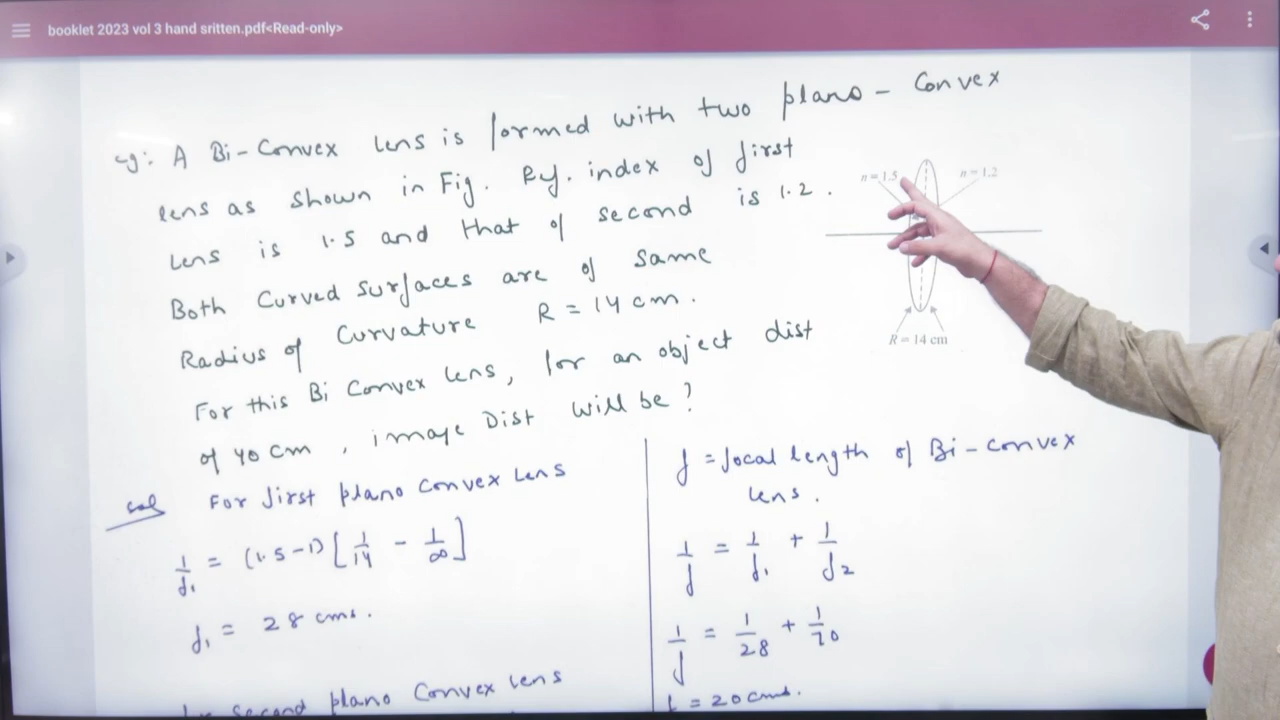 booklet 2023 vol 3 hand sritten.pdf<Read-only>
eg: A Bi-Convex lens is formed with two plano-Convex
lens as shown in Fig. Ref. index of first
lens is 1.5 and that of second is 1.2.
Both Curved surfaces are of same
Radius of Curvature R = 14 cm.
For this Bi Convex lens, for an object dist
of 40 cm, image Dist will be?
n = 1.5
n = 1.2
R = 14 cm
sol For first plano convex lens
1/f₁ = (1.5-1) [1/14 - 1/∞]
f₁ = 28 cms.
second plano Convex lens
f = focal length of Bi-convex
lens.
1/f = 1/f₁ + 1/f₂
1/f = 1/28 + 1/70
f = 20 cms.